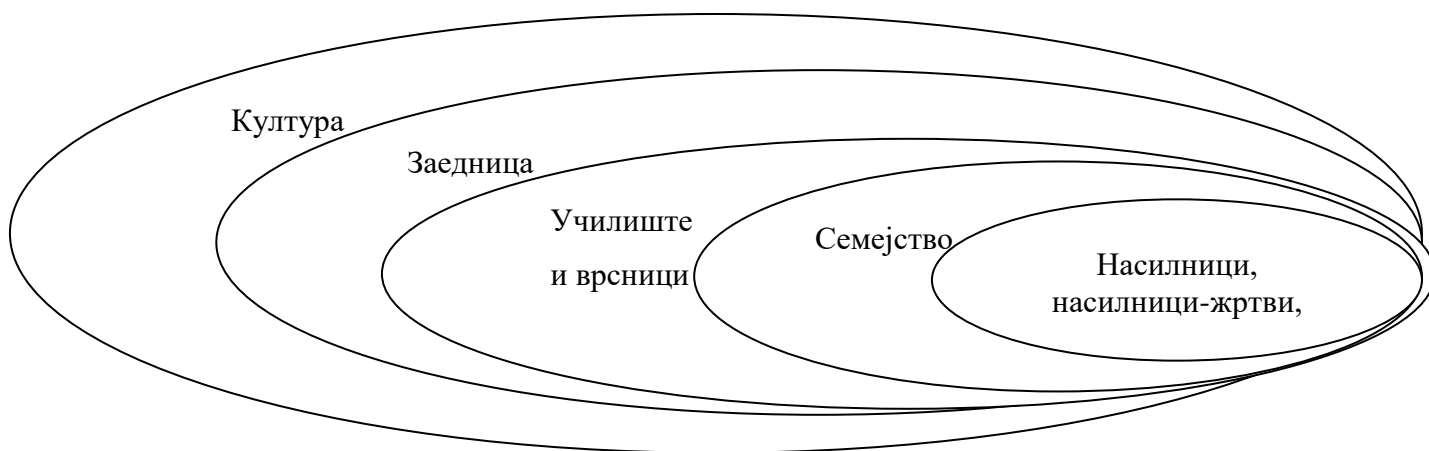 Култура
Заедница
Училиште
и врсници
Семејство
Насилници,
насилници-жртви,